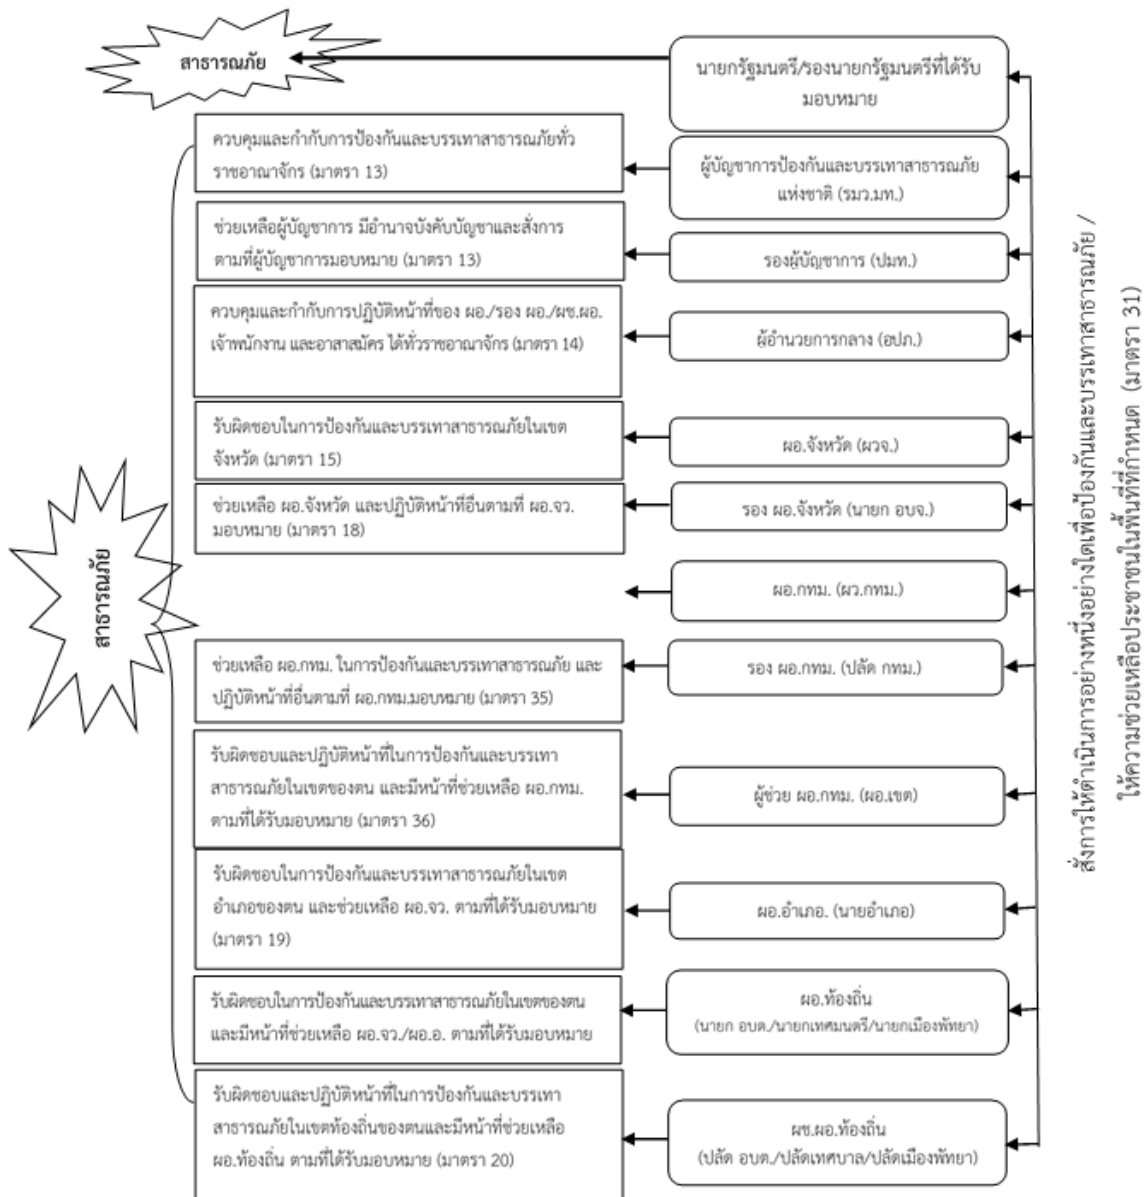 สาธารณภัย
นายกรัฐมนตรี/รองนายกรัฐมนตรีที่ได้รับ
มอบหมาย
ควบคุมและกำกับการป้องกันและบรรเทาสาธารณภัยทั่ว
ราชอาณาจักร (มาตรา 13)
ผู้บัญชาการป้องกันและบรรเทาสาธารณภัย
แห่งชาติ (รมว.มท.)
ช่วยเหลือผู้บัญชาการ มีอำนาจบังคับบัญชาและสั่งการ
ตามที่ผู้บัญชาการมอบหมาย (มาตรา 13)
รองผู้บัญชาการ (ปมท.)
ควบคุมและกำกับการปฏิบัติหน้าที่ของ ผอ./รอง ผอ./ผช.ผอ.
เจ้าพนักงาน และอาสาสมัคร ได้ทั่วราชอาณาจักร (มาตรา 14)
ผู้อำนวยการกลาง (อปภ.)
รับผิดชอบในการป้องกันและบรรเทาสาธารณภัยในเขต
จังหวัด (มาตรา 15)
ผอ.จังหวัด (ผวจ.)
ช่วยเหลือ ผอ.จังหวัด และปฏิบัติหน้าที่อื่นตามที่ ผอ.จว.
มอบหมาย (มาตรา 18)
รอง ผอ.จังหวัด (นายก อบจ.)
ผอ.กทม. (ผว.กทม.)
ช่วยเหลือ ผอ.กทม. ในการป้องกันและบรรเทาสาธารณภัย และ
ปฏิบัติหน้าที่อื่นตามที่ ผอ.กทม.มอบหมาย (มาตรา 35)
รอง ผอ.กทม. (ปลัด กทม.)
รับผิดชอบและปฏิบัติหน้าที่ในการป้องกันและบรรเทา
สาธารณภัยในเขตของตน และมีหน้าที่ช่วยเหลือ ผอ.กทม.
ตามที่ได้รับมอบหมาย (มาตรา 36)
ผู้ช่วย ผอ.กทม. (ผอ.เขต)
รับผิดชอบในการป้องกันและบรรเทาสาธารณภัยในเขต
อำเภอของตน และช่วยเหลือ ผอ.จว. ตามที่ได้รับมอบหมาย
(มาตรา 19)
ผอ.อำเภอ. (นายอำเภอ)
รับผิดชอบในการป้องกันและบรรเทาสาธารณภัยในเขตของตน
และมีหน้าที่ช่วยเหลือ ผอ.จว./ผอ.อ. ตามที่ได้รับมอบหมาย
ผอ.ท้องถิ่น
(นายก อบต./นายกเทศมนตรี/นายกเมืองพัทยา)
รับผิดชอบและปฏิบัติหน้าที่ในการป้องกันและบรรเทา
สาธารณภัยในเขตท้องถิ่นของตนและมีหน้าที่ช่วยเหลือ
ผอ.ท้องถิ่น ตามที่ได้รับมอบหมาย (มาตรา 20)
ผช.ผอ.ท้องถิ่น
(ปลัด อบต./ปลัดเทศบาล/ปลัดเมืองพัทยา)
สาธารณภัย
สั่งการให้ดำเนินการอย่างหนึ่งอย่างใดเพื่อป้องกันและบรรเทาสาธารณภัย /
ให้ความช่วยเหลือประชาชนในพื้นที่ที่กำหนด (มาตรา 31)